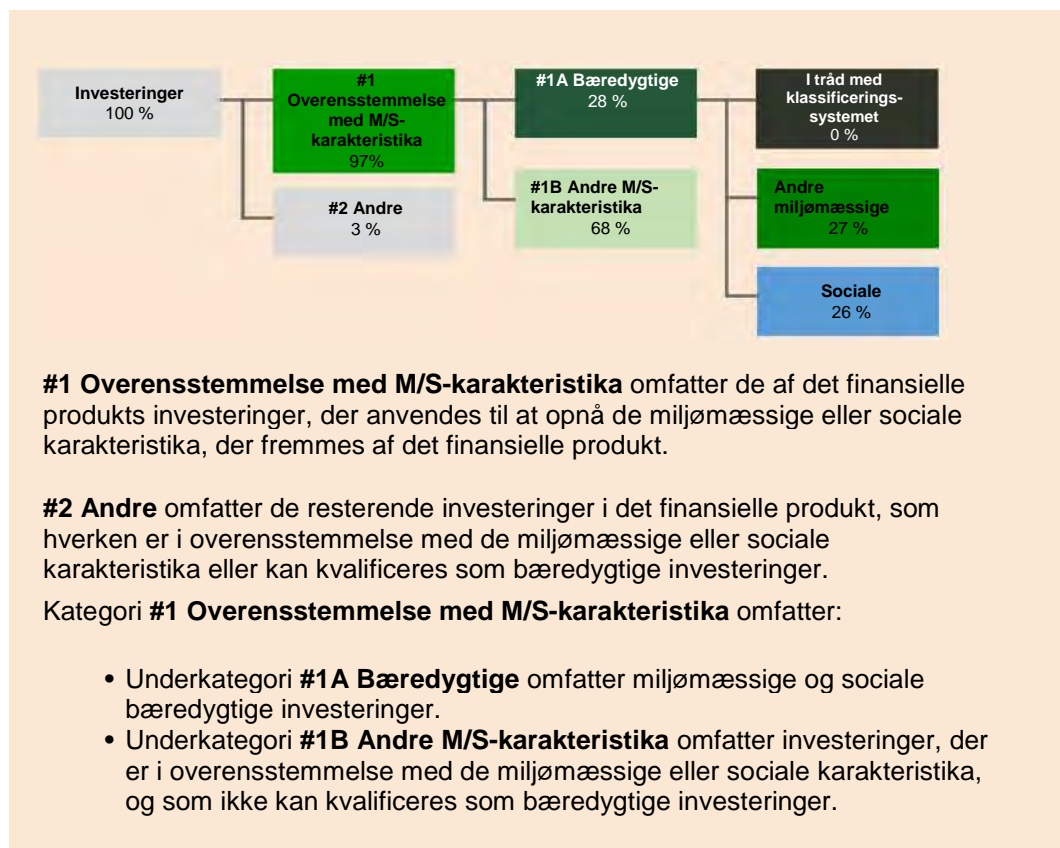 Investeringer
100 %
#1
Overensstemmelse
med M/S-
karakteristika
97%
#2 Andre
3 %
#1A Bæredygtige
28 %
#1B Andre M/S-
karakteristika
68 %
I tråd med
klassificerings-
systemet
0 %
Andre
miljømæssige
27 %
Sociale
26 %
#1 Overensstemmelse med M/S-karakteristika omfatter de af det finansielle
produkts investeringer, der anvendes til at opnå de miljømæssige eller sociale
karakteristika, der fremmes af det finansielle produkt.
#2 Andre omfatter de resterende investeringer i det finansielle produkt, som
hverken er i overensstemmelse med de miljømæssige eller sociale
karakteristika eller kan kvalificeres som bæredygtige investeringer.
Kategori #1 Overensstemmelse med M/S-karakteristika omfatter:
• Underkategori #1A Bæredygtige omfatter miljømæssige og sociale
bæredygtige investeringer.
• Underkategori #1B Andre M/S-karakteristika omfatter investeringer, der
er i overensstemmelse med de miljømæssige eller sociale karakteristika,
og som ikke kan kvalificeres som bæredygtige investeringer.